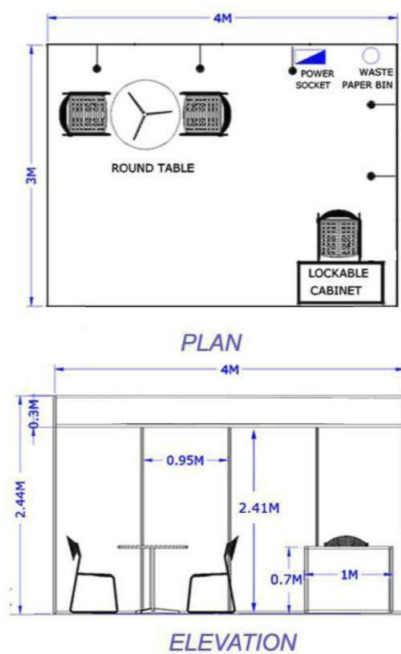 4M
POWER
SOCKET
WASTE
PAPER BIN
3M
ROUND TABLE
LOCKABLE
CABINET
PLAN
4M
0.3M
2.44M
0.95M
2.41M
0.7M
1M
ELEVATION